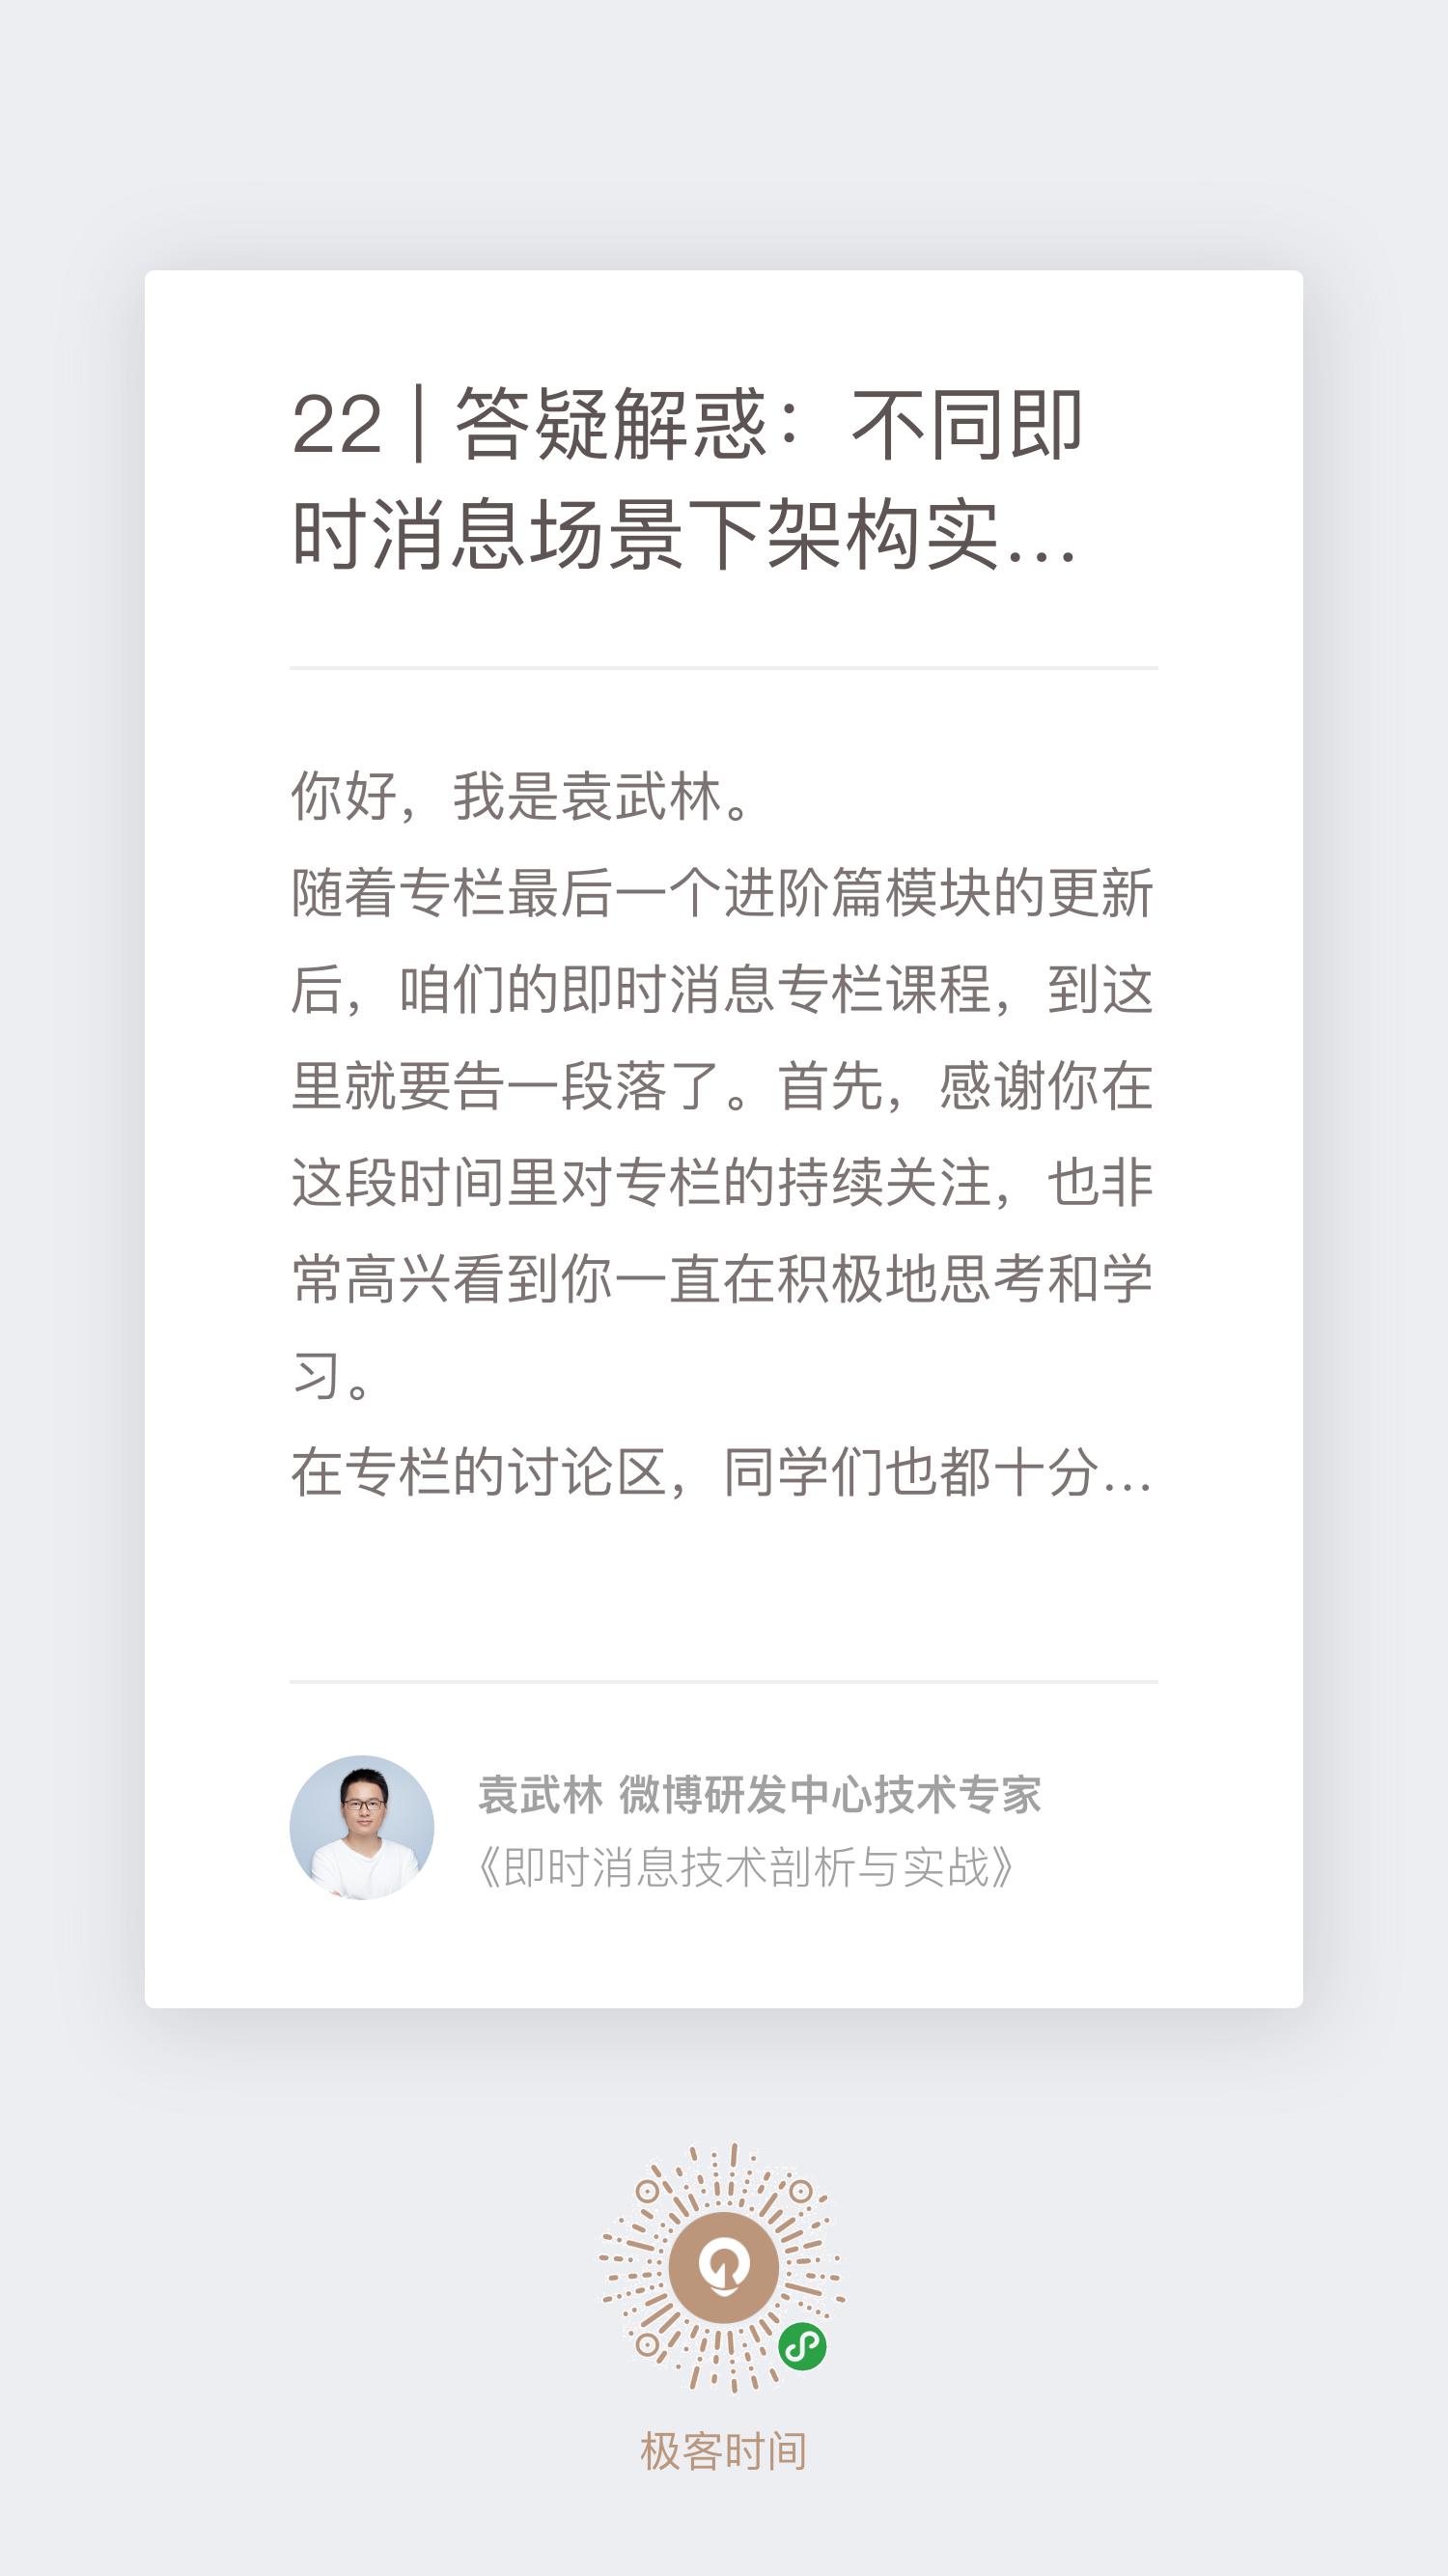 22 | 答疑解惑：不同即
时消息场景下架构实...
你好，我是袁武林。
随着专栏最后一个进阶篇模块的更新
后，咱们的即时消息专栏课程，到这
里就要告一段落了。首先，感谢你在
这段时间里对专栏的持续关注，也非
常高兴看到你一直在积极地思考和学
习。
在专栏的讨论区，同学们也都十分...
袁武林 微博研发中心技术专家
《即时消息技术剖析与实战》
极客时间